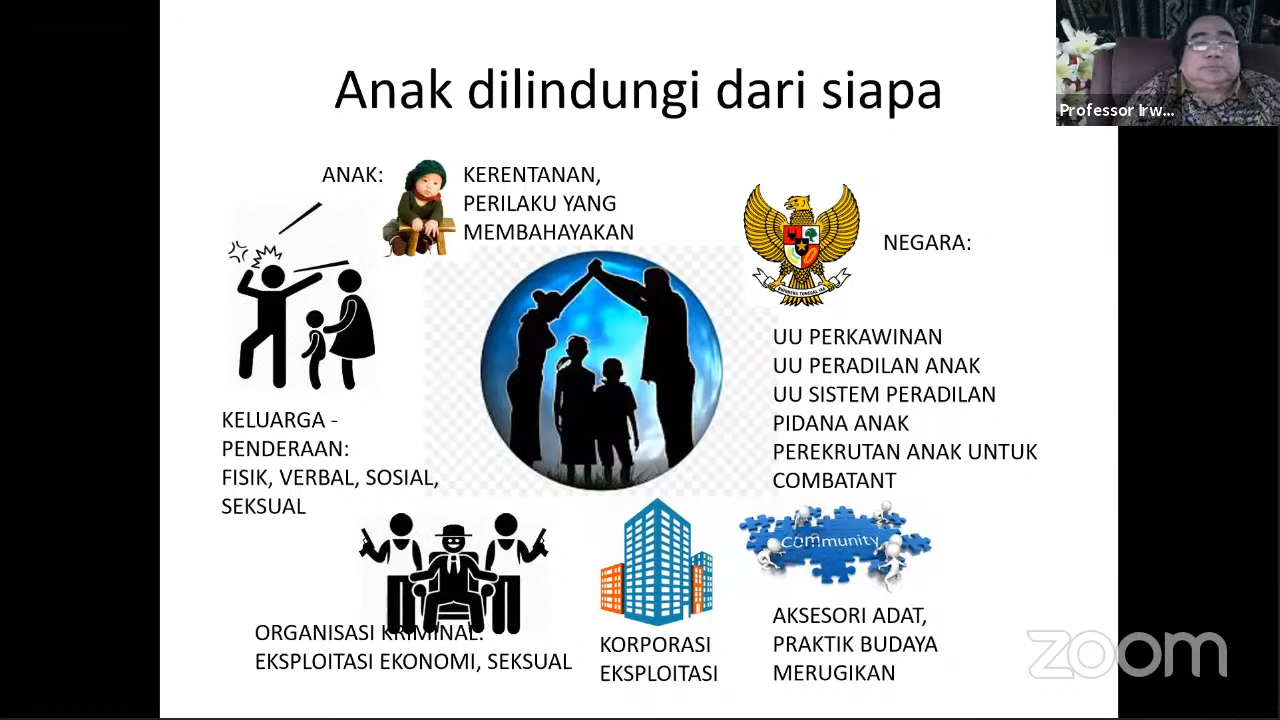 Anak dilindungi dari siapa
Professor Irw...
ANAK:
KERENTANAN,
PERILAKU YANG
MEMBAHAYAKAN
NEGARA:
UU PERKAWINAN
UU PERADILAN ANAK
UU SISTEM PERADILAN
PIDANA ANAK
PEREKRUTAN ANAK UNTUK
COMBATANT
KELUARGA -
PENDERAAN:
FISIK, VERBAL, SOSIAL,
SEKSUAL
community
ORGANISASI KRIMINAL:
EKSPLOITASI EKONOMI, SEKSUAL
KORPORASI
EKSPLOITASI
AKSESORI ADAT,
PRAKTIK BUDAYA
MERUGIKAN
zoom